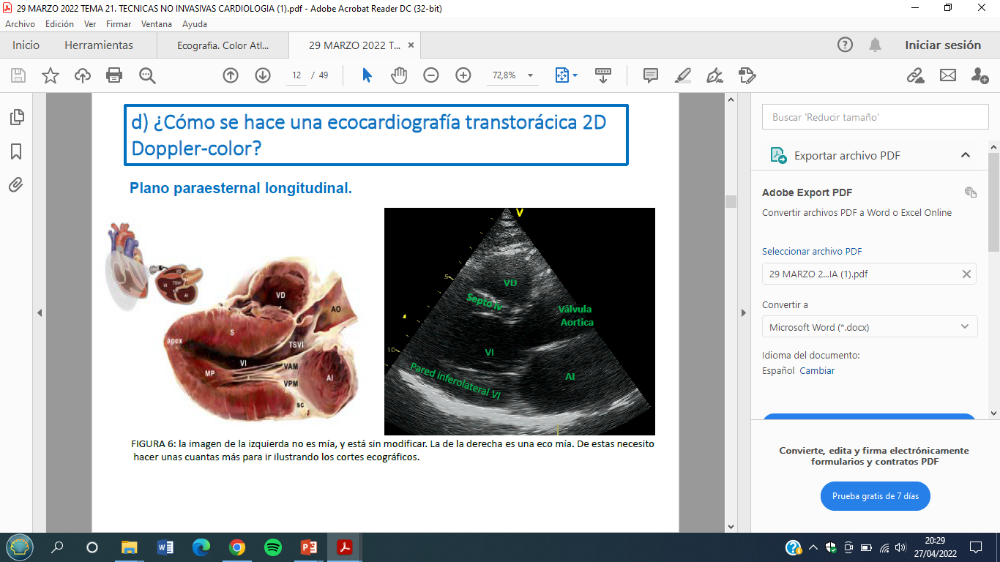 29 MARZO 2022 TEMA 21. TECNICAS NO INVASIVAS CARDIOLOGIA (1).pdf - Adobe Acrobat Reader DC (32-bit)
Archivo Edición Ver Firmar Ventana Ayuda
Inicio Herramientas Ecografia. Color Atl... 29 MARZO 2022 T... Iniciar sesión
12 / 49 72,8%
d) ¿Cómo se hace una ecocardiografía transtorácica 2D
Doppler-color?
Plano paraesternal longitudinal.
VD
AO
S
TSVI
apex
VI
VAM
MP
AI
VPM
sc
V
5
VD
Septo iv
Válvula
Aortica
10
VI
Pared inferolateral VI
AI
FIGURA 6: la imagen de la izquierda no es mía, y está sin modificar. La de la derecha es una eco mía. De estas necesito
hacer unas cuantas más para ir ilustrando los cortes ecográficos.
Buscar 'Reducir tamaño'
Exportar archivo PDF
Adobe Export PDF
Convertir archivos PDF a Word o Excel Online
Seleccionar archivo PDF
29 MARZO 2...IA (1).pdf
Convertir a
Microsoft Word (*.docx)
Idioma del documento:
Español Cambiar
Convierte, edita y firma electrónicamente
formularios y contratos PDF
Prueba gratis de 7 días
20:29
27/04/2022